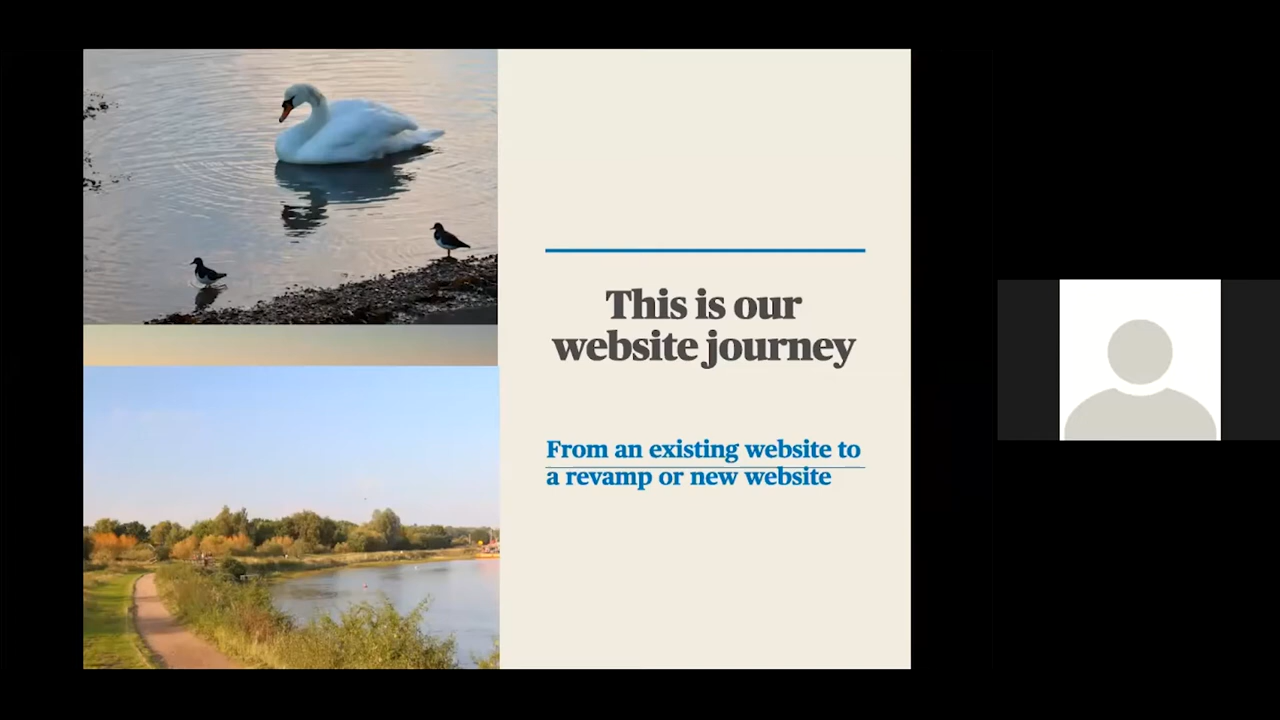 This is our
website journey
From an existing website to
a revamp or new website